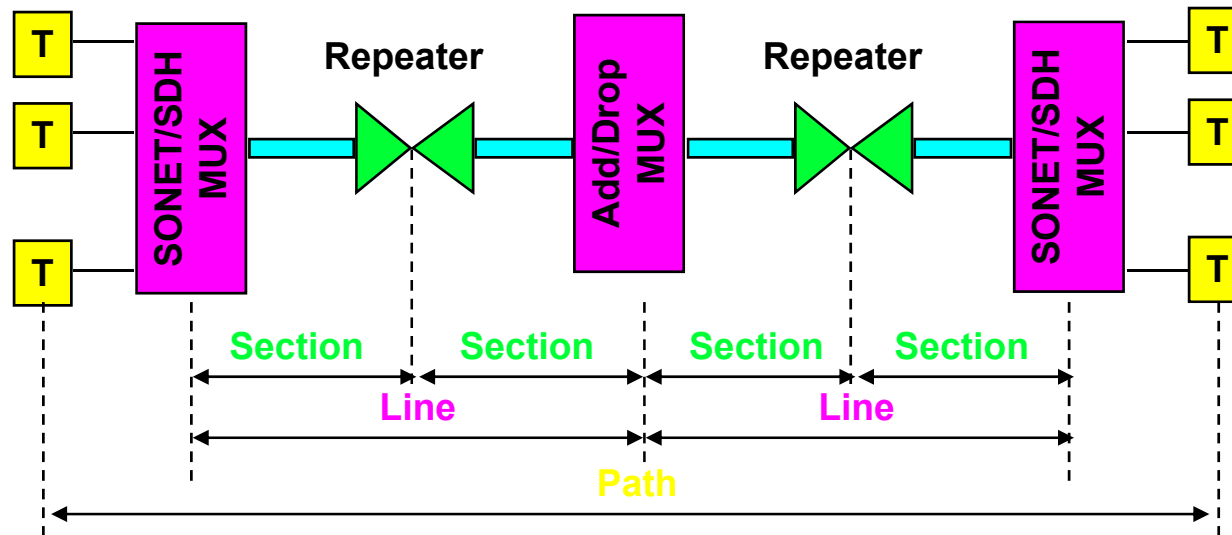 T
T
T
SONET/SDH
MUX
Repeater
Add/Drop
MUX
Repeater
SONET/SDH
MUX
T
T
T
Section
Section
Section
Section
Line
Line
Path